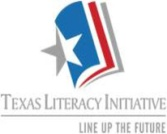 TEXAS LITERACY INITIATIVE
LINE UP THE FUTURE